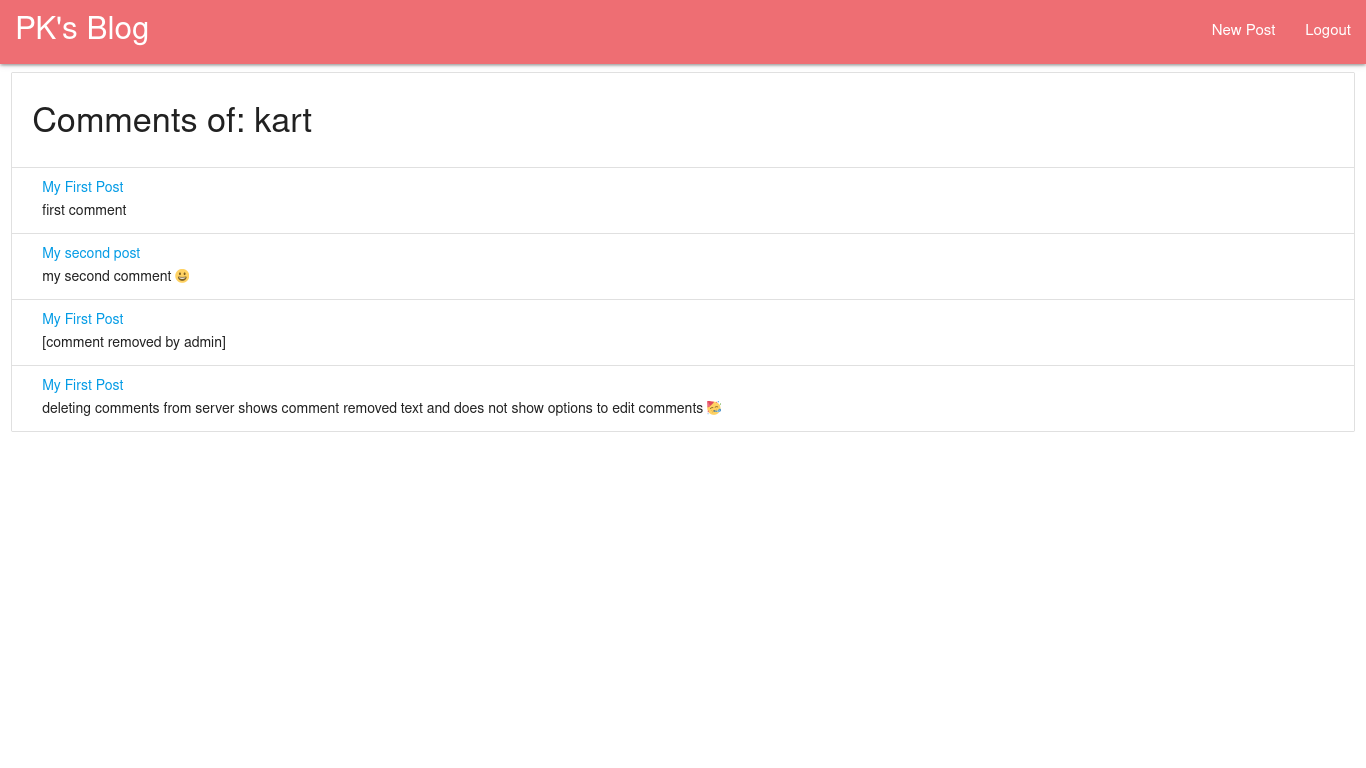 PK's Blog
New Post
Logout
Comments of: kart
My First Post
first comment
My second post
my second comment 😀
My First Post
[comment removed by admin]
My First Post
deleting comments from server shows comment removed text and does not show options to edit comments 🥳